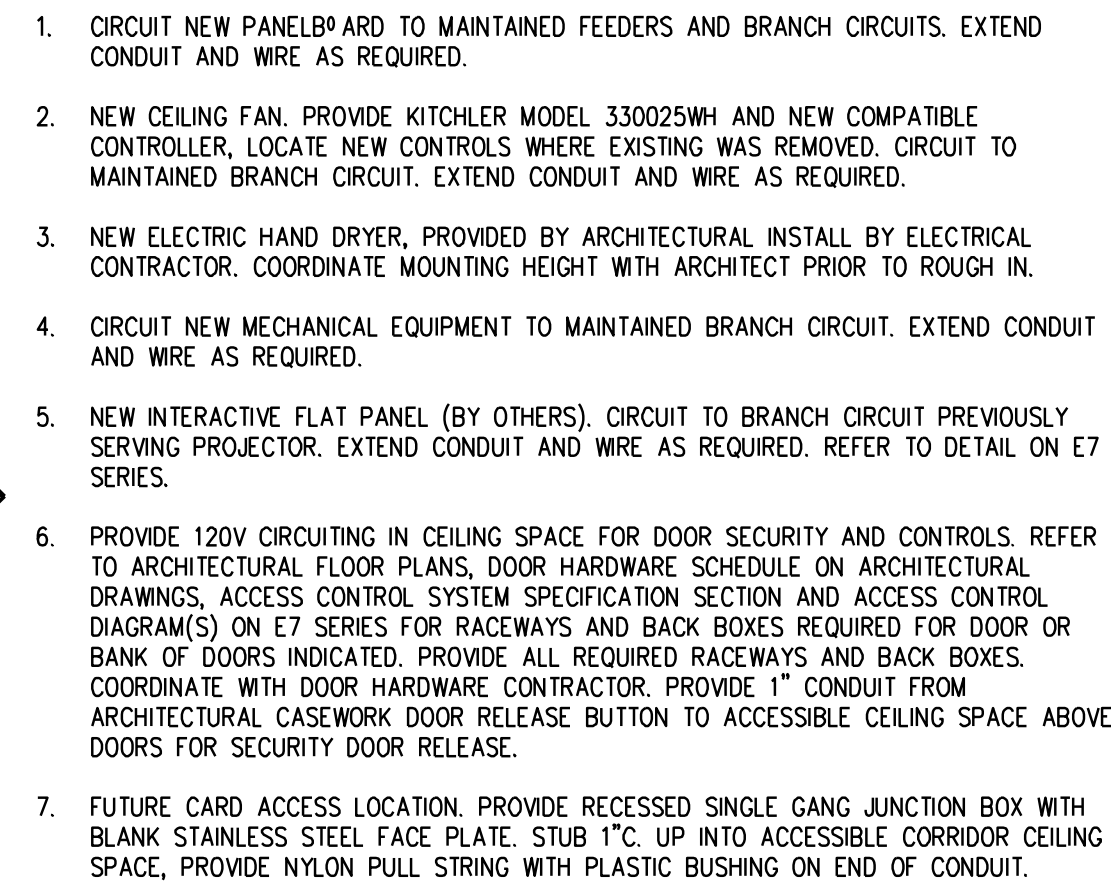 1. CIRCUIT NEW PANELBOARD TO MAINTAINED FEEDERS AND BRANCH CIRCUITS. EXTEND
CONDUIT AND WIRE AS REQUIRED.
2. NEW CEILING FAN. PROVIDE KITCHLER MODEL 330025WH AND NEW COMPATIBLE
CONTROLLER, LOCATE NEW CONTROLS WHERE EXISTING WAS REMOVED. CIRCUIT TO
MAINTAINED BRANCH CIRCUIT. EXTEND CONDUIT AND WIRE AS REQUIRED.
3. NEW ELECTRIC HAND DRYER, PROVIDED BY ARCHITECTURAL INSTALL BY ELECTRICAL
CONTRACTOR. COORDINATE MOUNTING HEIGHT WITH ARCHITECT PRIOR TO ROUGH IN.
4. CIRCUIT NEW MECHANICAL EQUIPMENT TO MAINTAINED BRANCH CIRCUIT. EXTEND CONDUIT
AND WIRE AS REQUIRED.
5. NEW INTERACTIVE FLAT PANEL (BY OTHERS). CIRCUIT TO BRANCH CIRCUIT PREVIOUSLY
SERVING PROJECTOR. EXTEND CONDUIT AND WIRE AS REQUIRED. REFER TO DETAIL ON E7
SERIES.
6. PROVIDE 120V CIRCUITING IN CEILING SPACE FOR DOOR SECURITY AND CONTROLS. REFER
TO ARCHITECTURAL FLOOR PLANS, DOOR HARDWARE SCHEDULE ON ARCHITECTURAL
DRAWINGS, ACCESS CONTROL SYSTEM SPECIFICATION SECTION AND ACCESS CONTROL
DIAGRAM(S) ON E7 SERIES FOR RACEWAYS AND BACK BOXES REQUIRED FOR DOOR OR
BANK OF DOORS INDICATED. PROVIDE ALL REQUIRED RACEWAYS AND BACK BOXES.
COORDINATE WITH DOOR HARDWARE CONTRACTOR. PROVIDE 1" CONDUIT FROM
ARCHITECTURAL CASEWORK DOOR RELEASE BUTTON TO ACCESSIBLE CEILING SPACE ABOVE
DOORS FOR SECURITY DOOR RELEASE.
7. FUTURE CARD ACCESS LOCATION. PROVIDE RECESSED SINGLE GANG JUNCTION BOX WITH
BLANK STAINLESS STEEL FACE PLATE. STUB 1"C. UP INTO ACCESSIBLE CORRIDOR CEILING
SPACE, PROVIDE NYLON PULL STRING WITH PLASTIC BUSHING ON END OF CONDUIT.